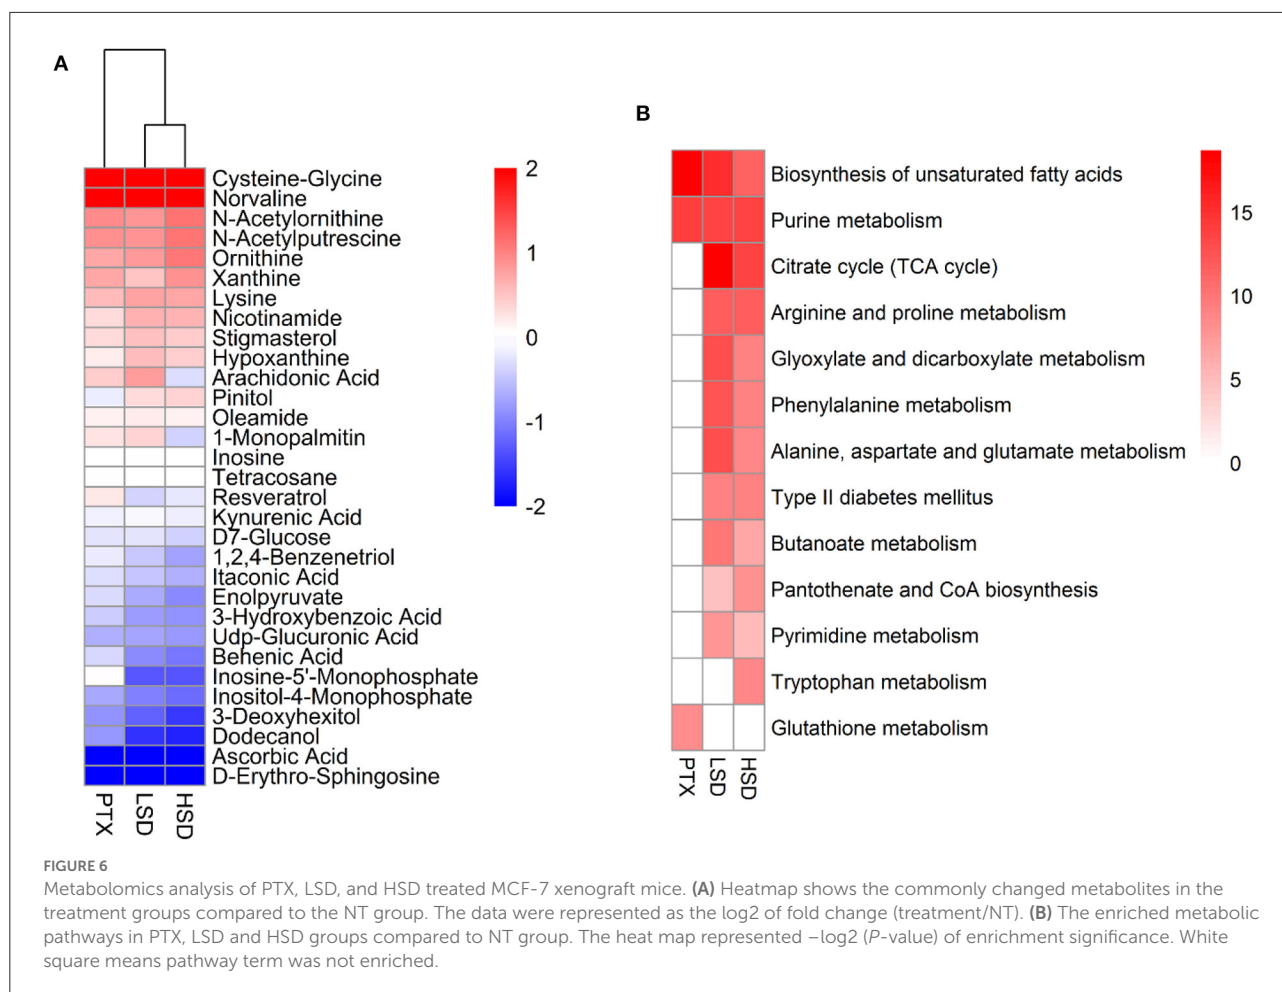 A
Cysteine-Glycine
Norvaline
N-Acetylornithine
N-Acetylputrescine
Ornithine
Xanthine
Lysine
Nicotinamide
Stigmasterol
Hypoxanthine
Arachidonic Acid
Pinitol
Oleamide
1-Monopalmitin
Inosine
Tetracosane
Resveratrol
Kynurenic Acid
D7-Glucose
1,2,4-Benzenetriol
Itaconic Acid
Enolpyruvate
3-Hydroxybenzoic Acid
Udp-Glucuronic Acid
Behenic Acid
Inosine-5'-Monophosphate
Inositol-4-Monophosphate
3-Deoxyhexitol
Dodecanol
Ascorbic Acid
D-Erythro-Sphingosine
PTX
LSD
HSD
2
1
0
-1
-2
B
Biosynthesis of unsaturated fatty acids
Purine metabolism
Citrate cycle (TCA cycle)
Arginine and proline metabolism
Glyoxylate and dicarboxylate metabolism
Phenylalanine metabolism
Alanine, aspartate and glutamate metabolism
Type II diabetes mellitus
Butanoate metabolism
Pantothenate and CoA biosynthesis
Pyrimidine metabolism
Tryptophan metabolism
Glutathione metabolism
PTX
LSD
HSD
15
10
5
0
FIGURE 6
Metabolomics analysis of PTX, LSD, and HSD treated MCF-7 xenograft mice. (A) Heatmap shows the commonly changed metabolites in the
treatment groups compared to the NT group. The data were represented as the log2 of fold change (treatment/NT). (B) The enriched metabolic
pathways in PTX, LSD and HSD groups compared to NT group. The heat map represented –log2 (P-value) of enrichment significance. White
square means pathway term was not enriched.